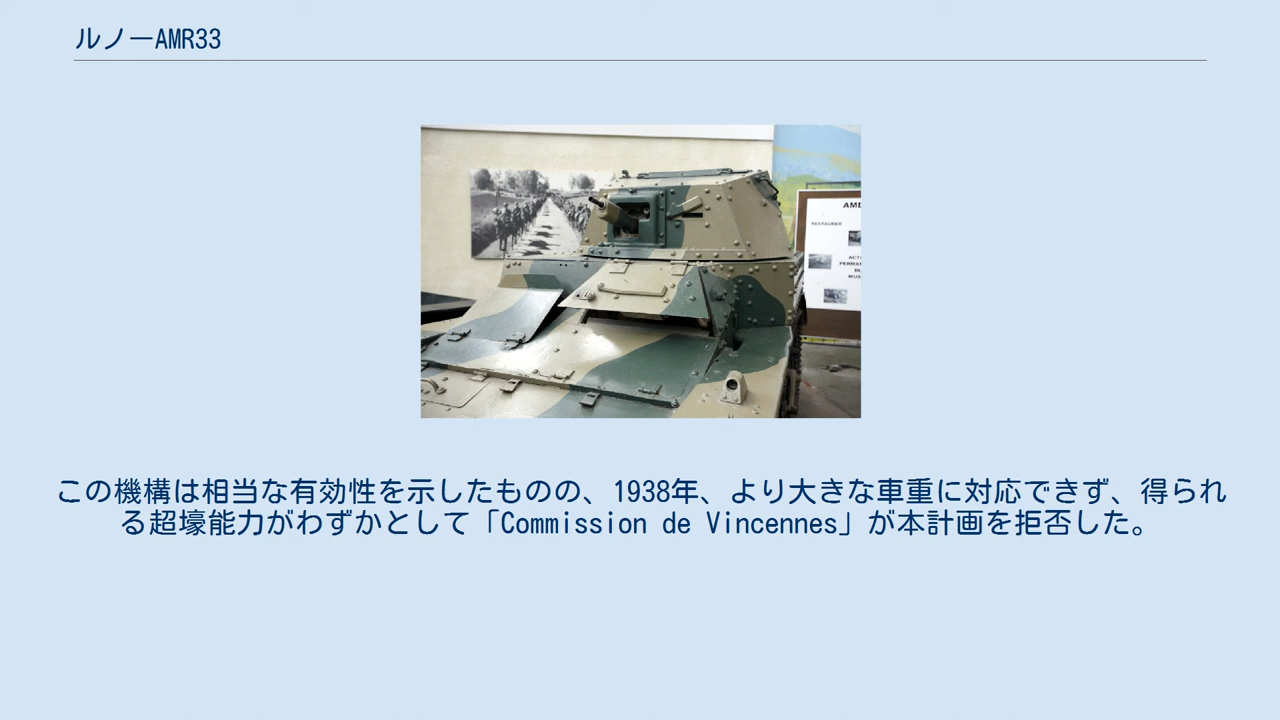 ルノーAMR33
AMD
RESTAURER
この機構は相当な有効性を示したものの、1938年、より大きな車重に対応できず、得られ
る超壕能力がわずかとして「Commission de Vincennes」が本計画を拒否した。